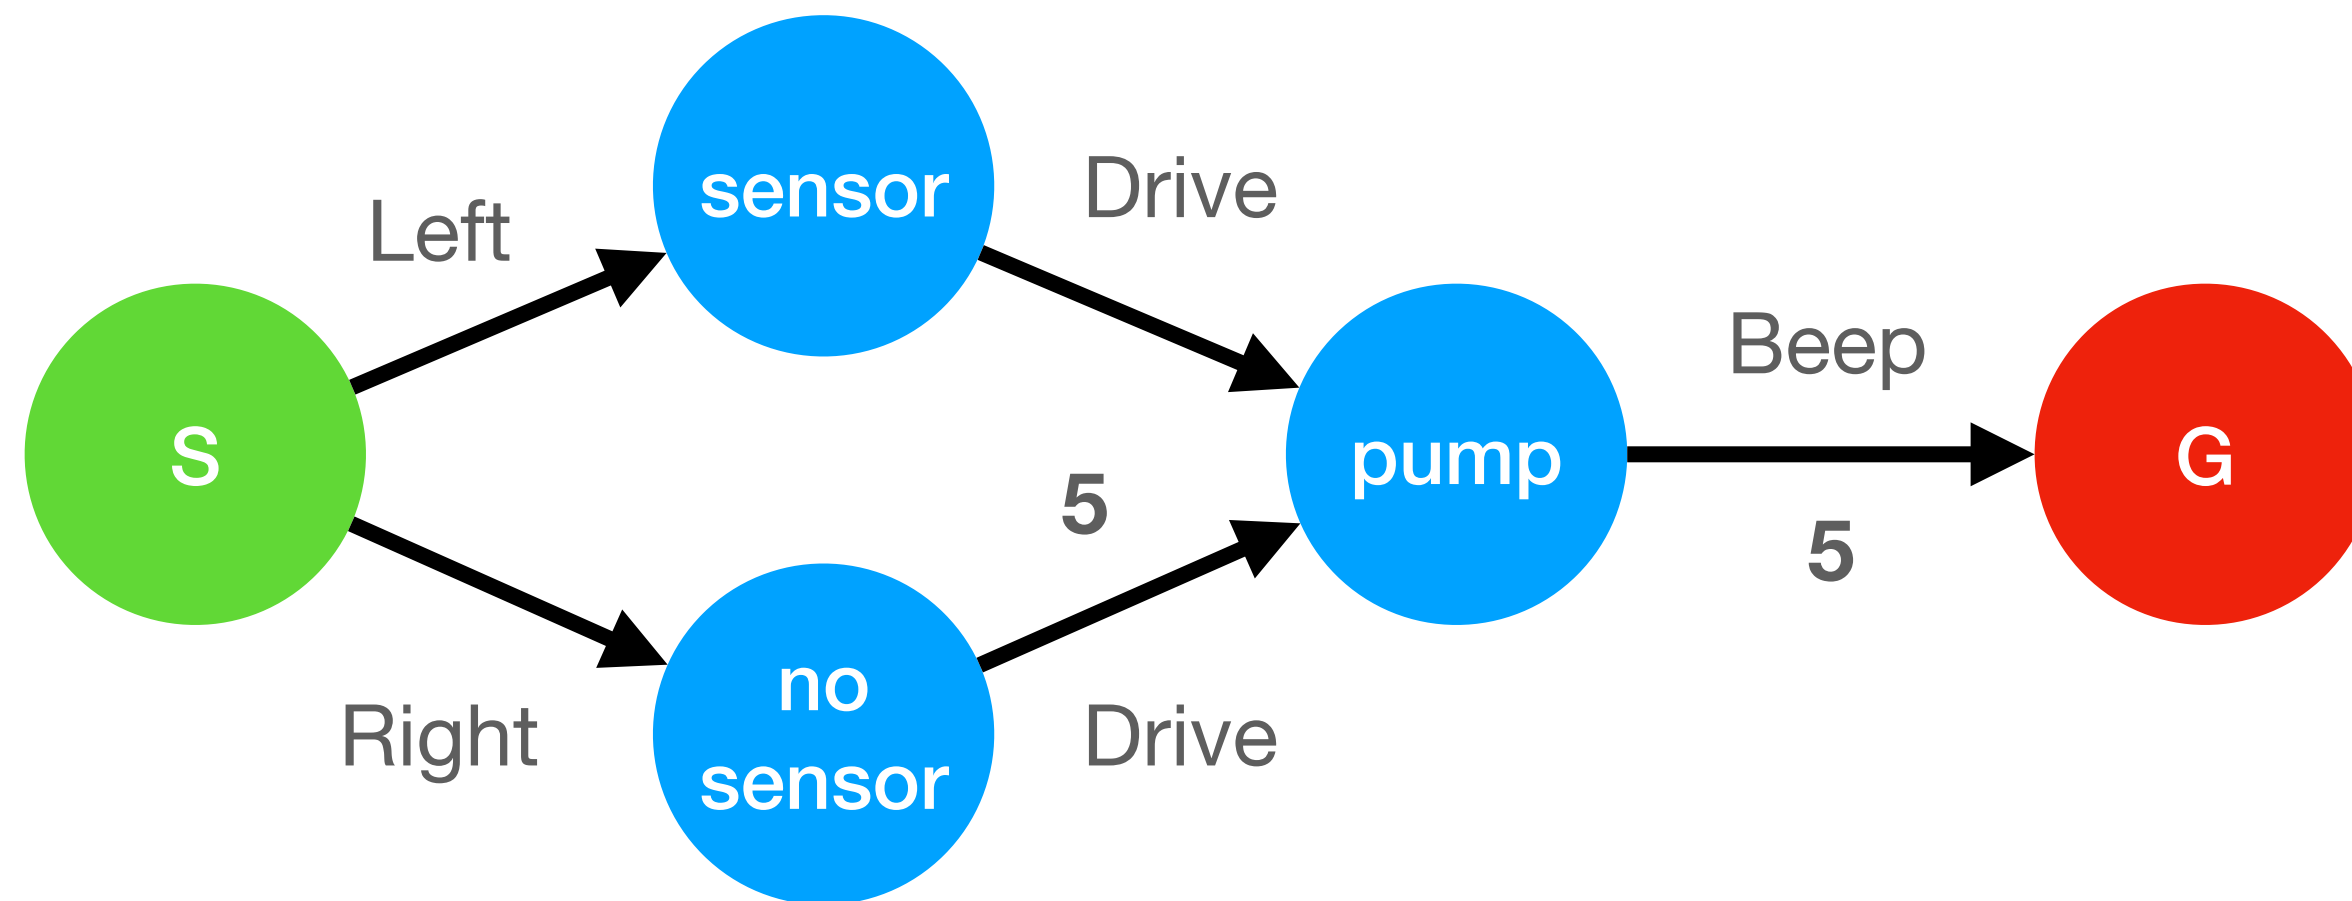 Left
sensor
Drive
S
5
pump
Beep
5
G
Right
no
sensor
Drive